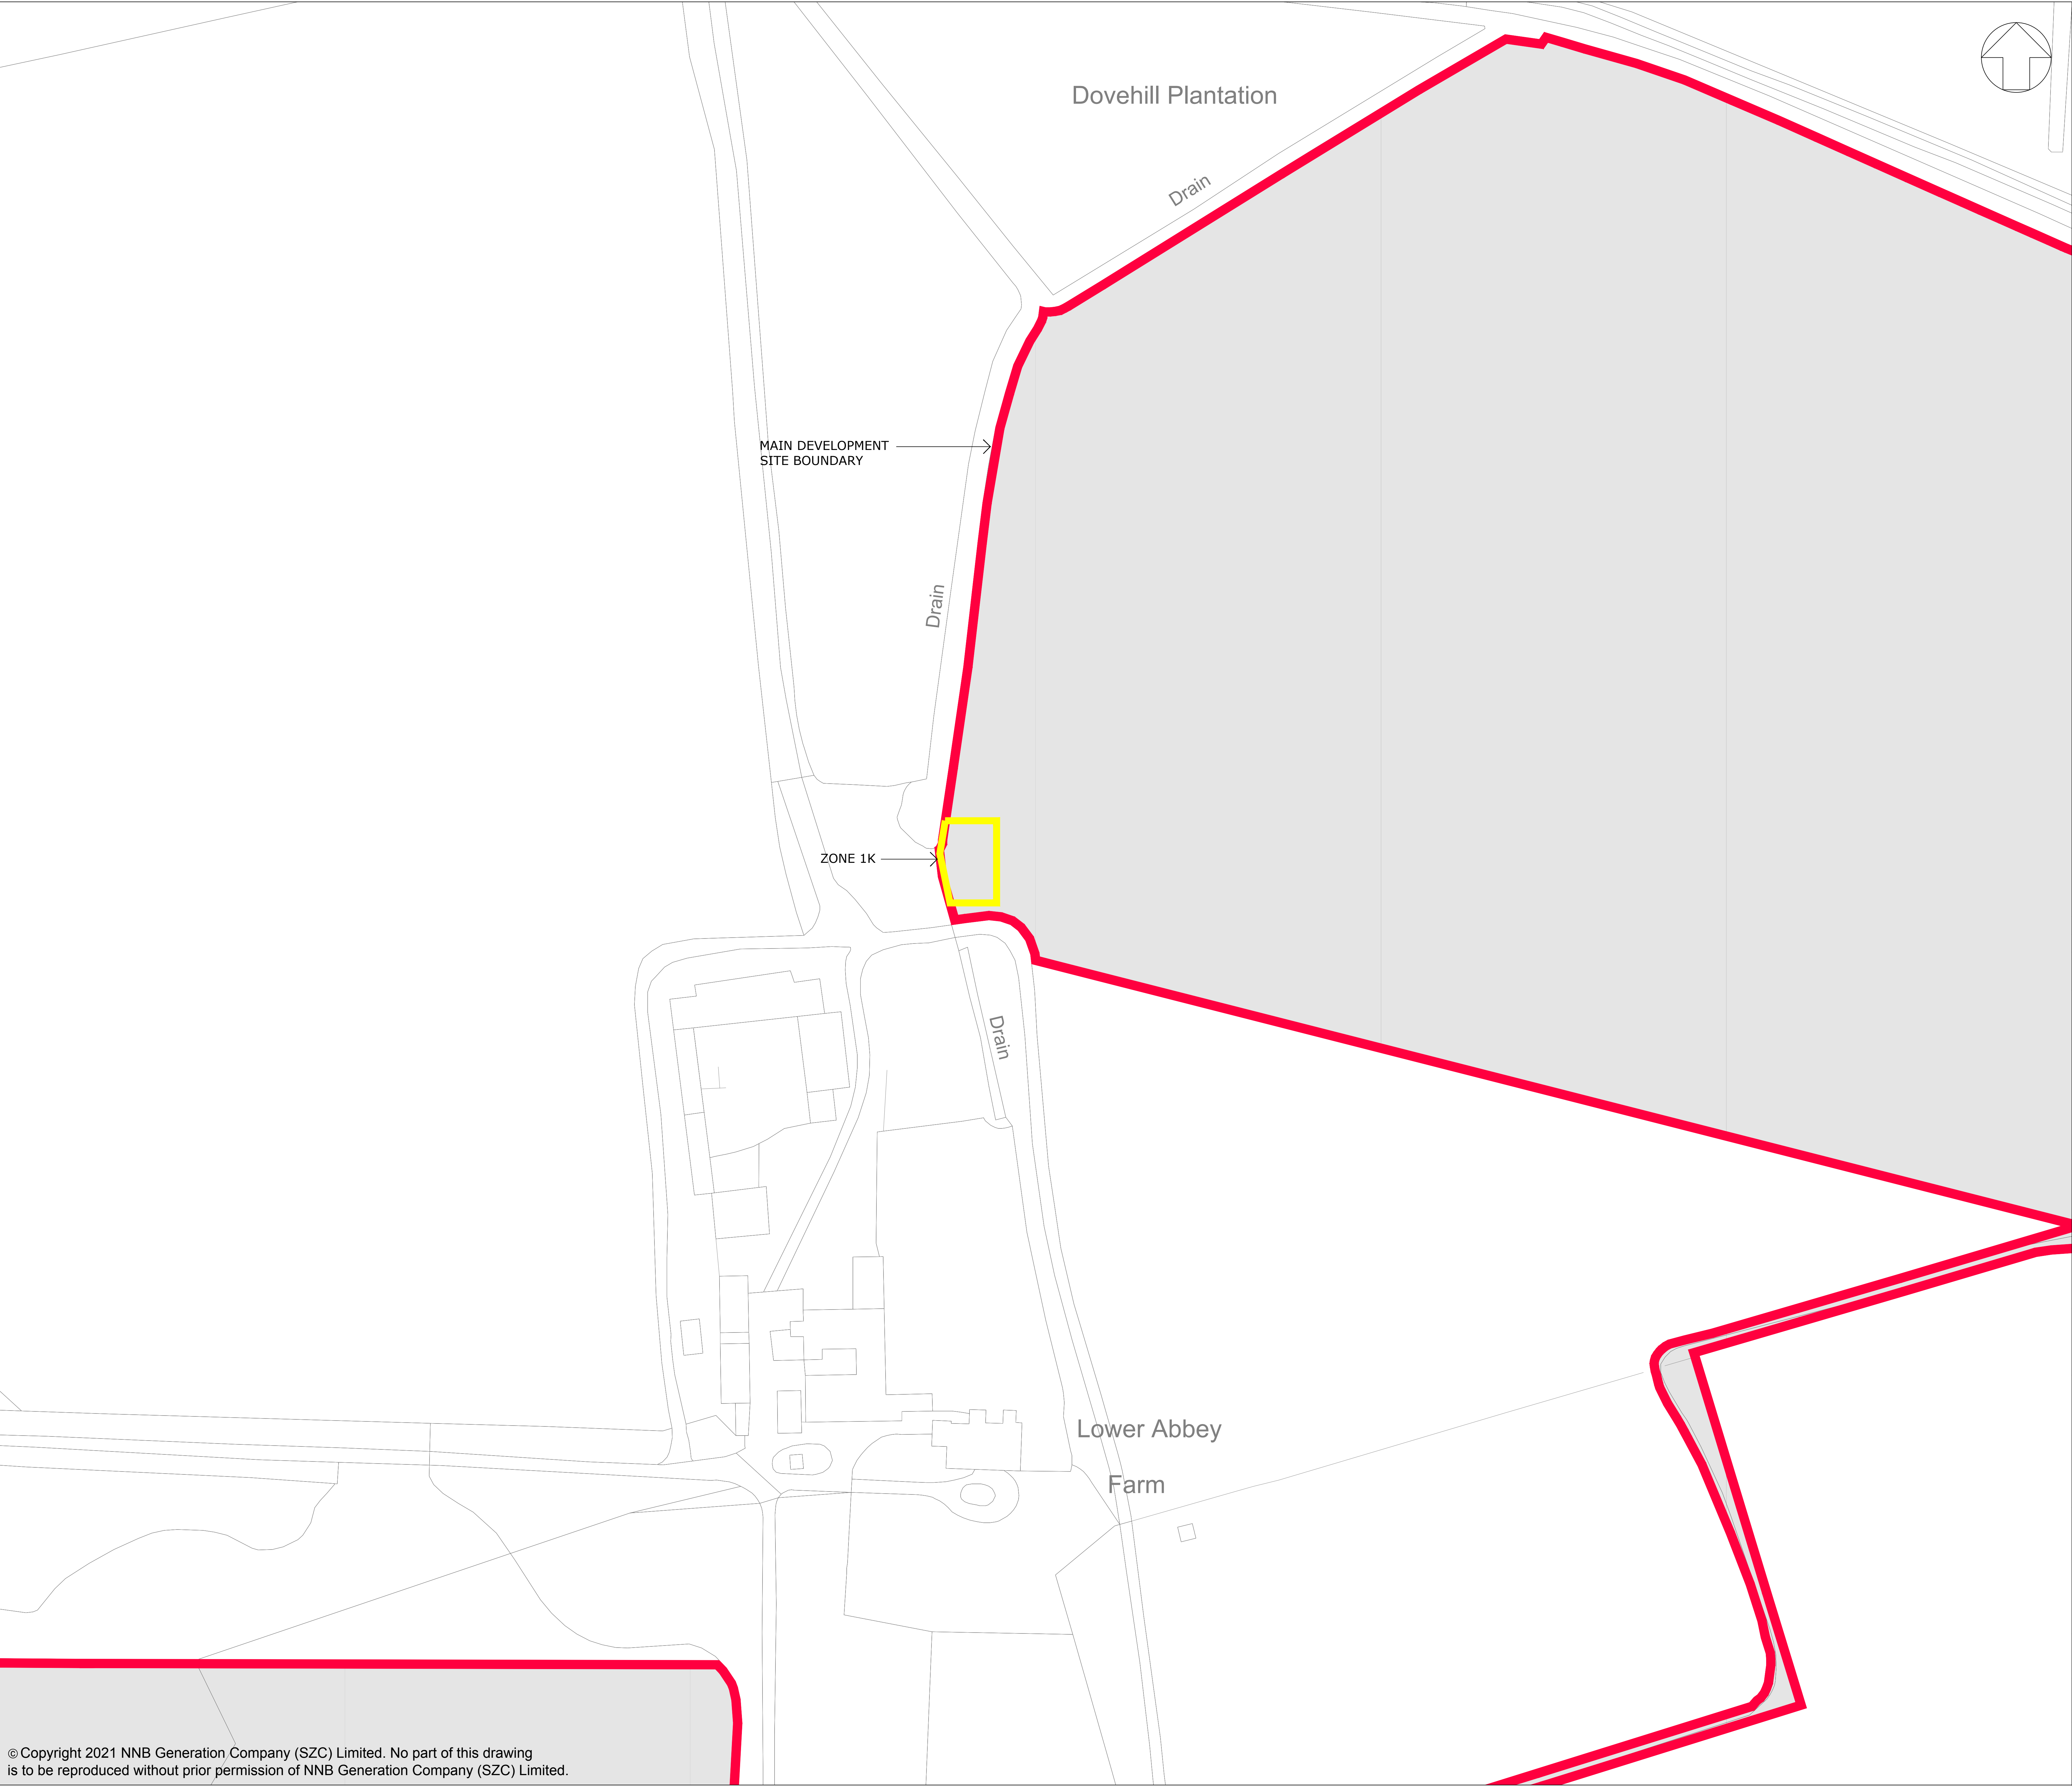 Dovehill Plantation
Drain
MAIN DEVELOPMENT
SITE BOUNDARY
Drain
ZONE 1K
Drain
Lower Abbey
Farm
© Copyright 2021 NNB Generation Company (SZC) Limited. No part of this drawing
is to be reproduced without prior permission of NNB Generation Company (SZC) Limited.